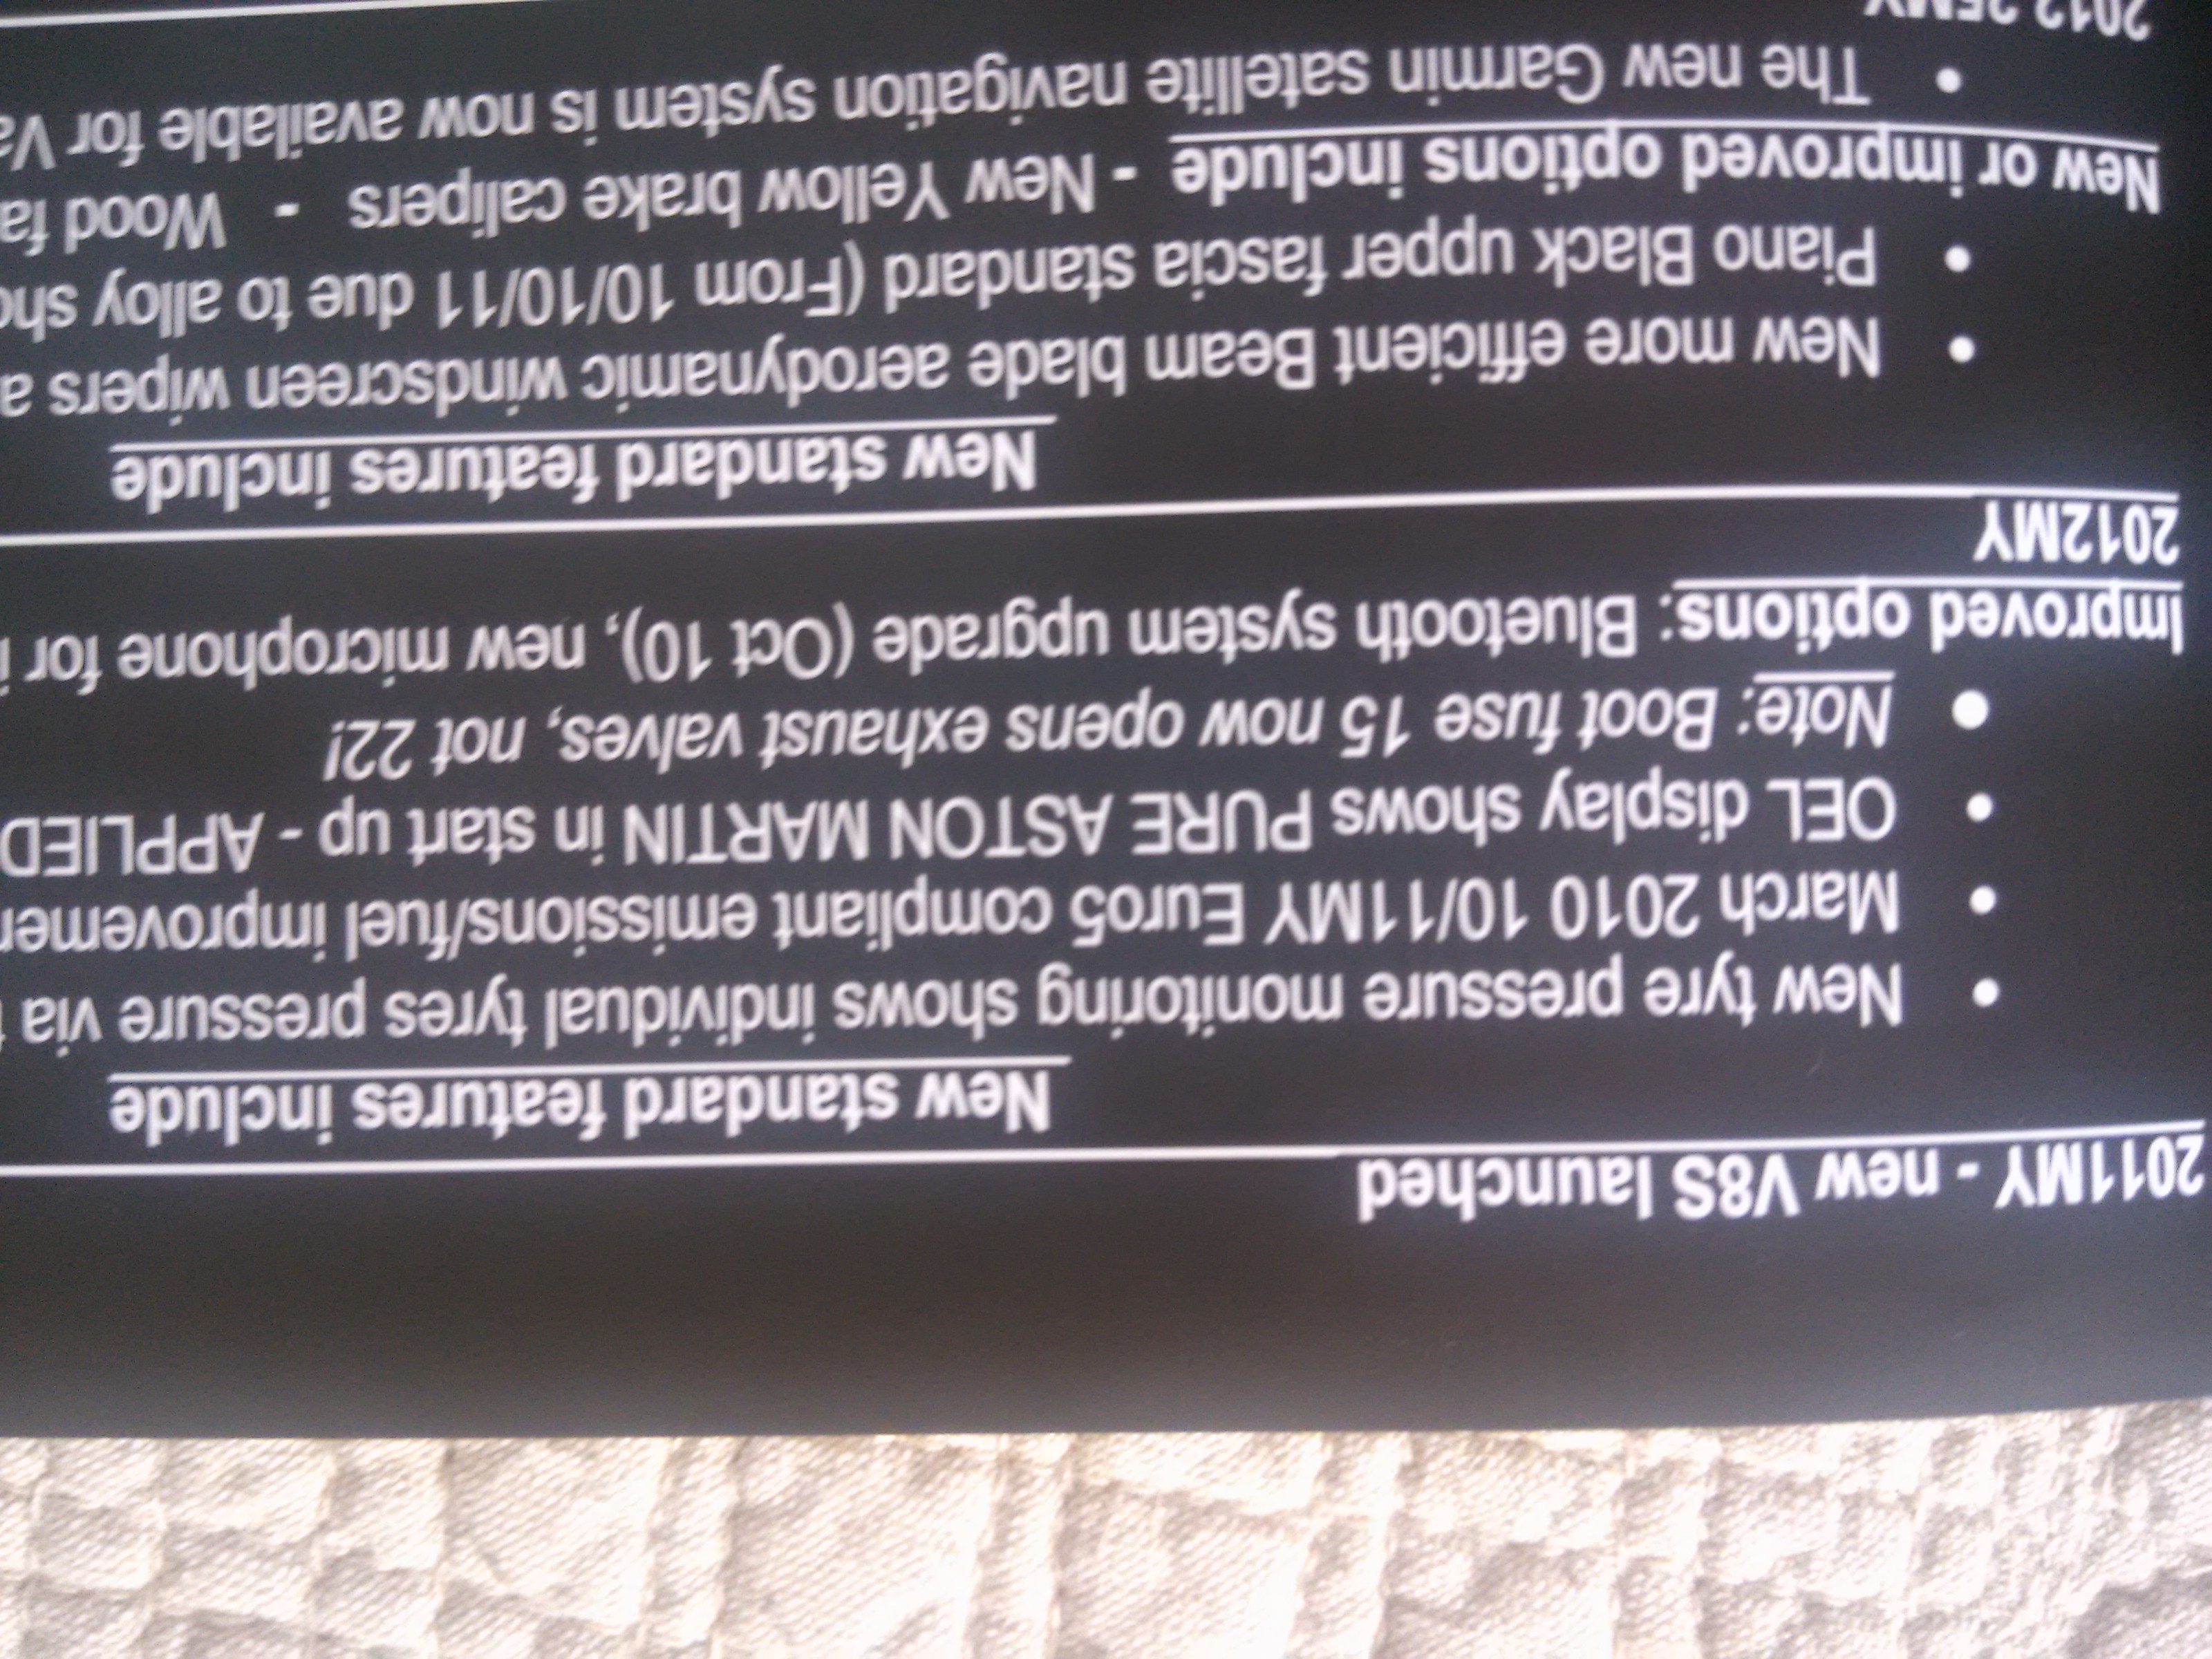 2011MY - new V8S launched
New standard features include
• New tyre pressure monitoring shows individual tyres pressure via
• March 2010 10/11MY Euro5 compliant emissions/fuel
• OEL display shows PURE ASTON MARTIN in start up - APPLIED
• Note: Boot fuse 15 now opens exhaust valves, not 22!
Improved options: Bluetooth system upgrade (Oct 10), new microphone for
2012MY
New standard features include
• New more efficient Beam blade aerodynamic windscreen wipers
• Piano Black upper fascia standard (From 10/10/11 due to alloy
New or improved options include - New Yellow brake calipers - Wood
• The new Garmin satellite navigation system is now available for